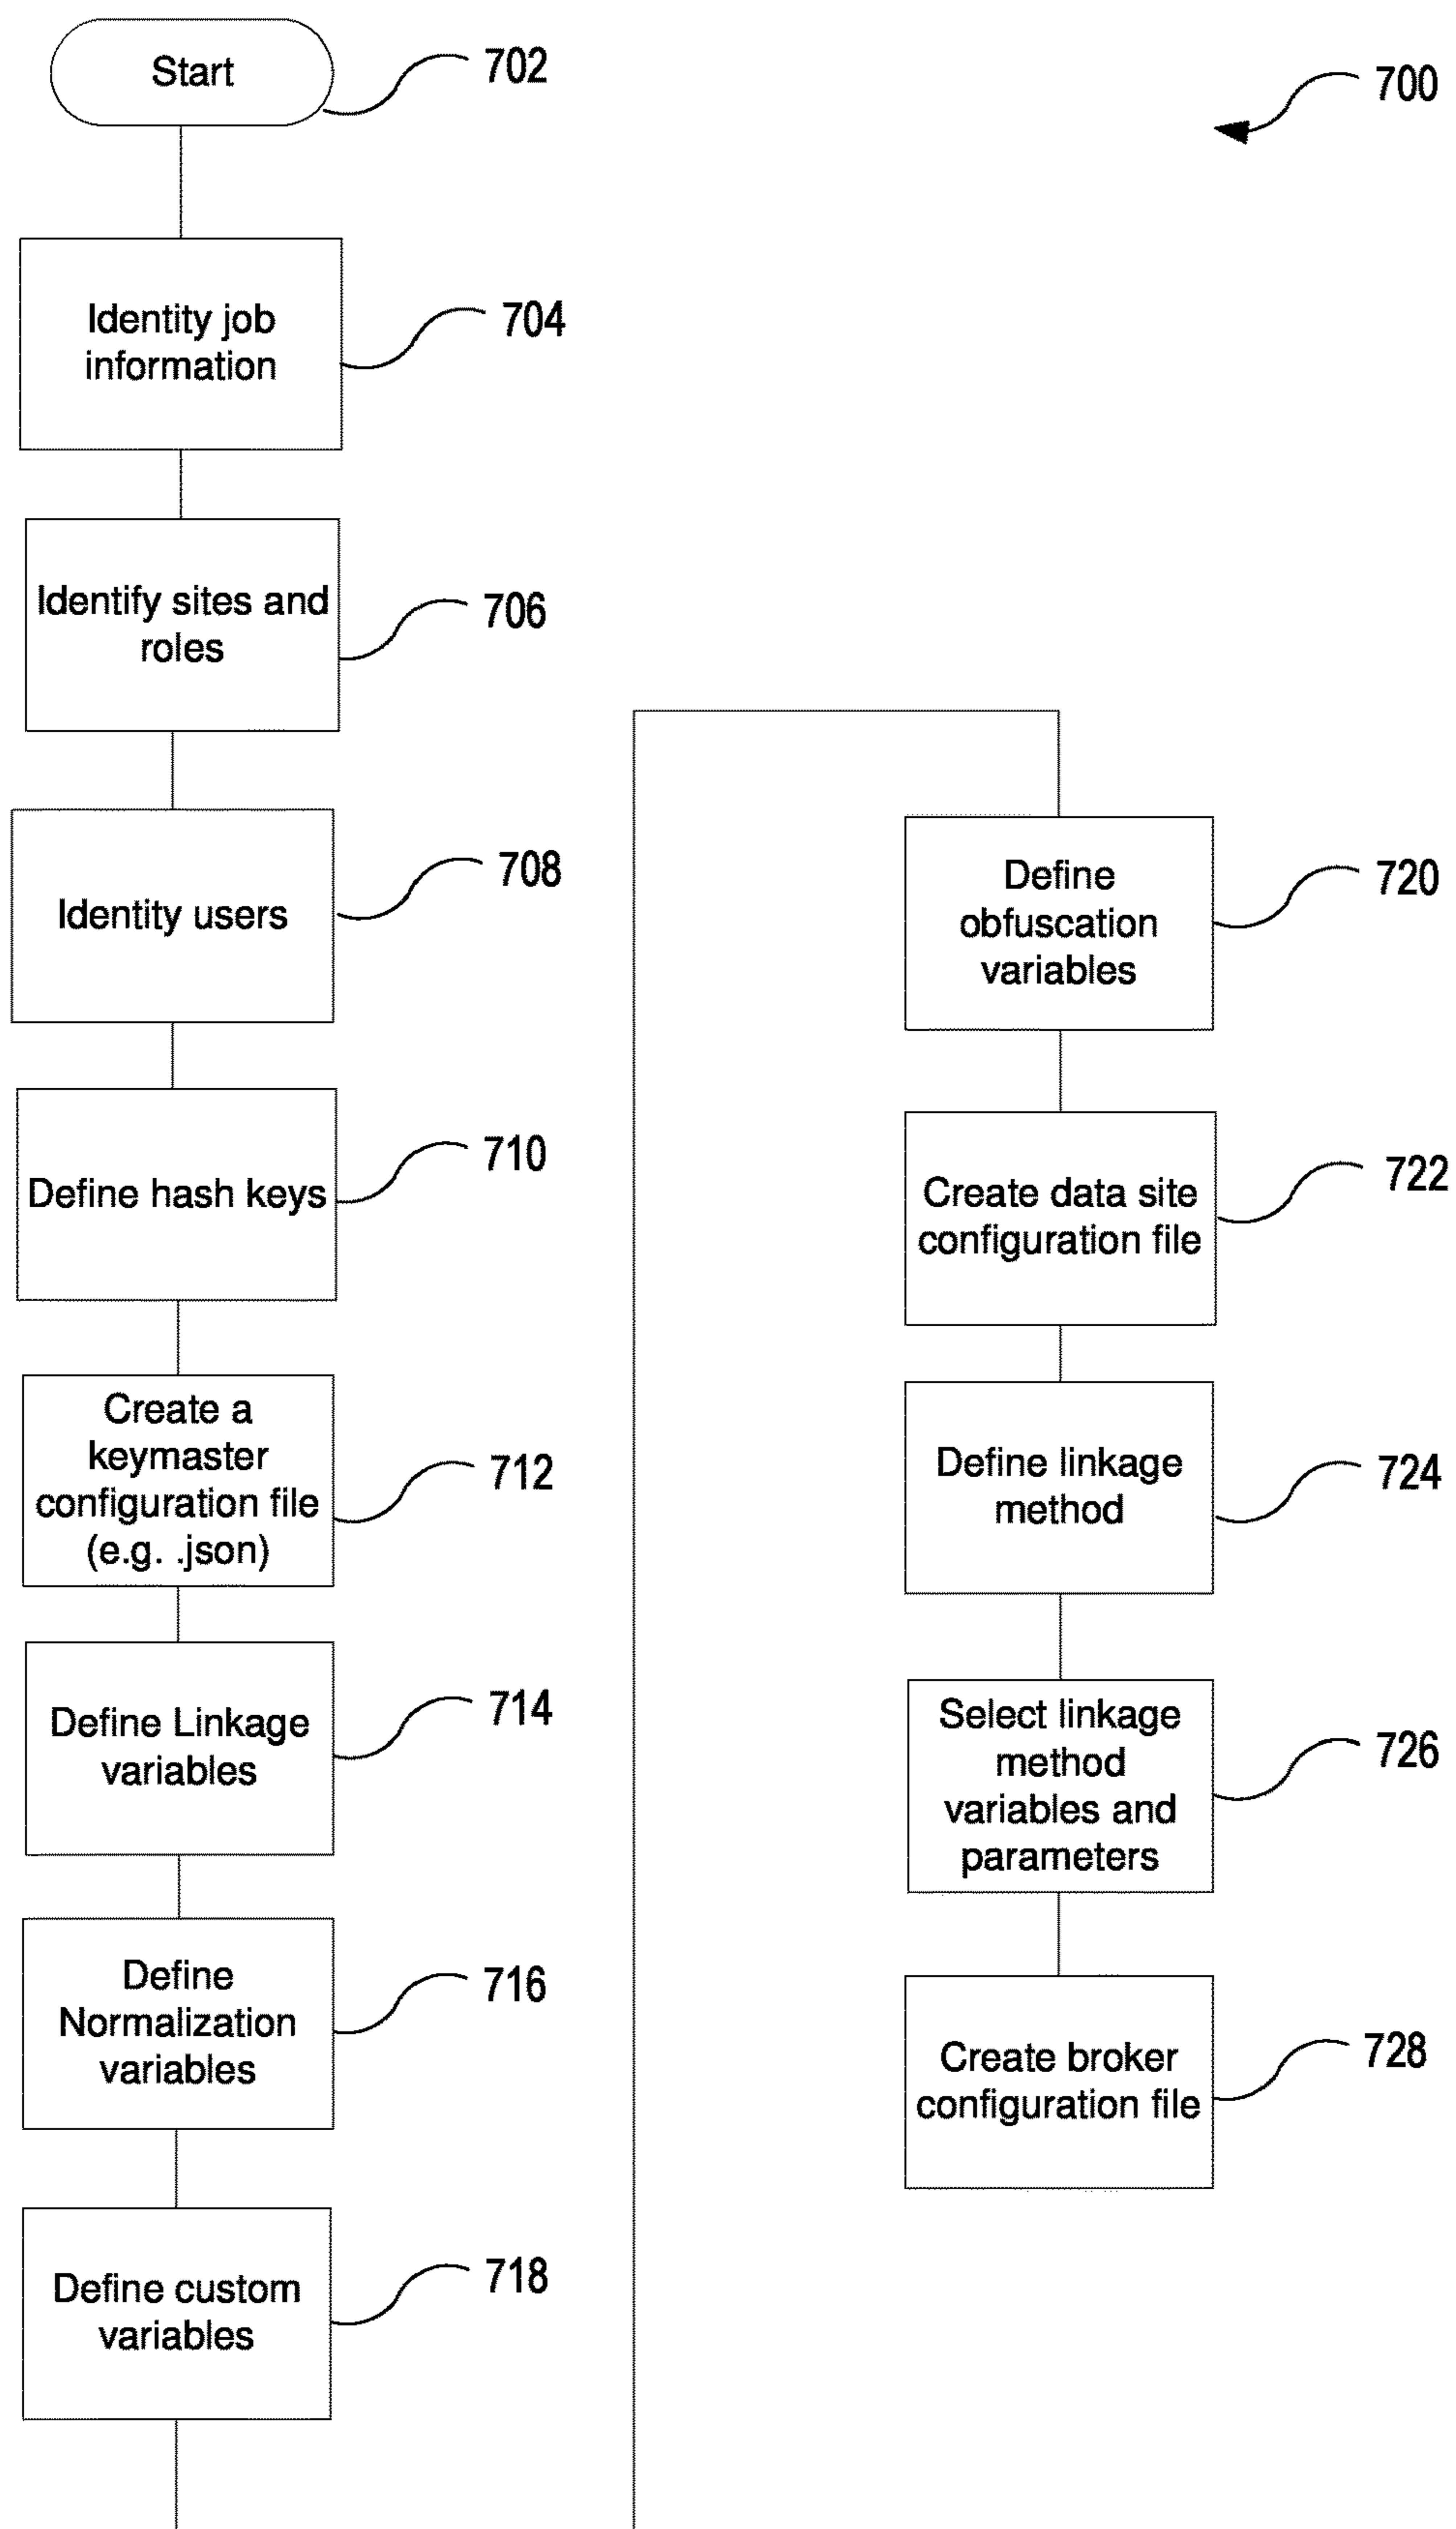 Start
702
700
Identity job
information
704
Identify sites and
roles
706
Identity users
708
Define hash keys
710
Create a
keymaster
configuration file
(e.g. .json)
712
Define Linkage
variables
714
Define
Normalization
variables
716
Define custom
variables
718
Define
obfuscation
variables
720
Create data site
configuration file
722
Define linkage
method
724
Select linkage
method
variables and
parameters
726
Create broker
configuration file
728